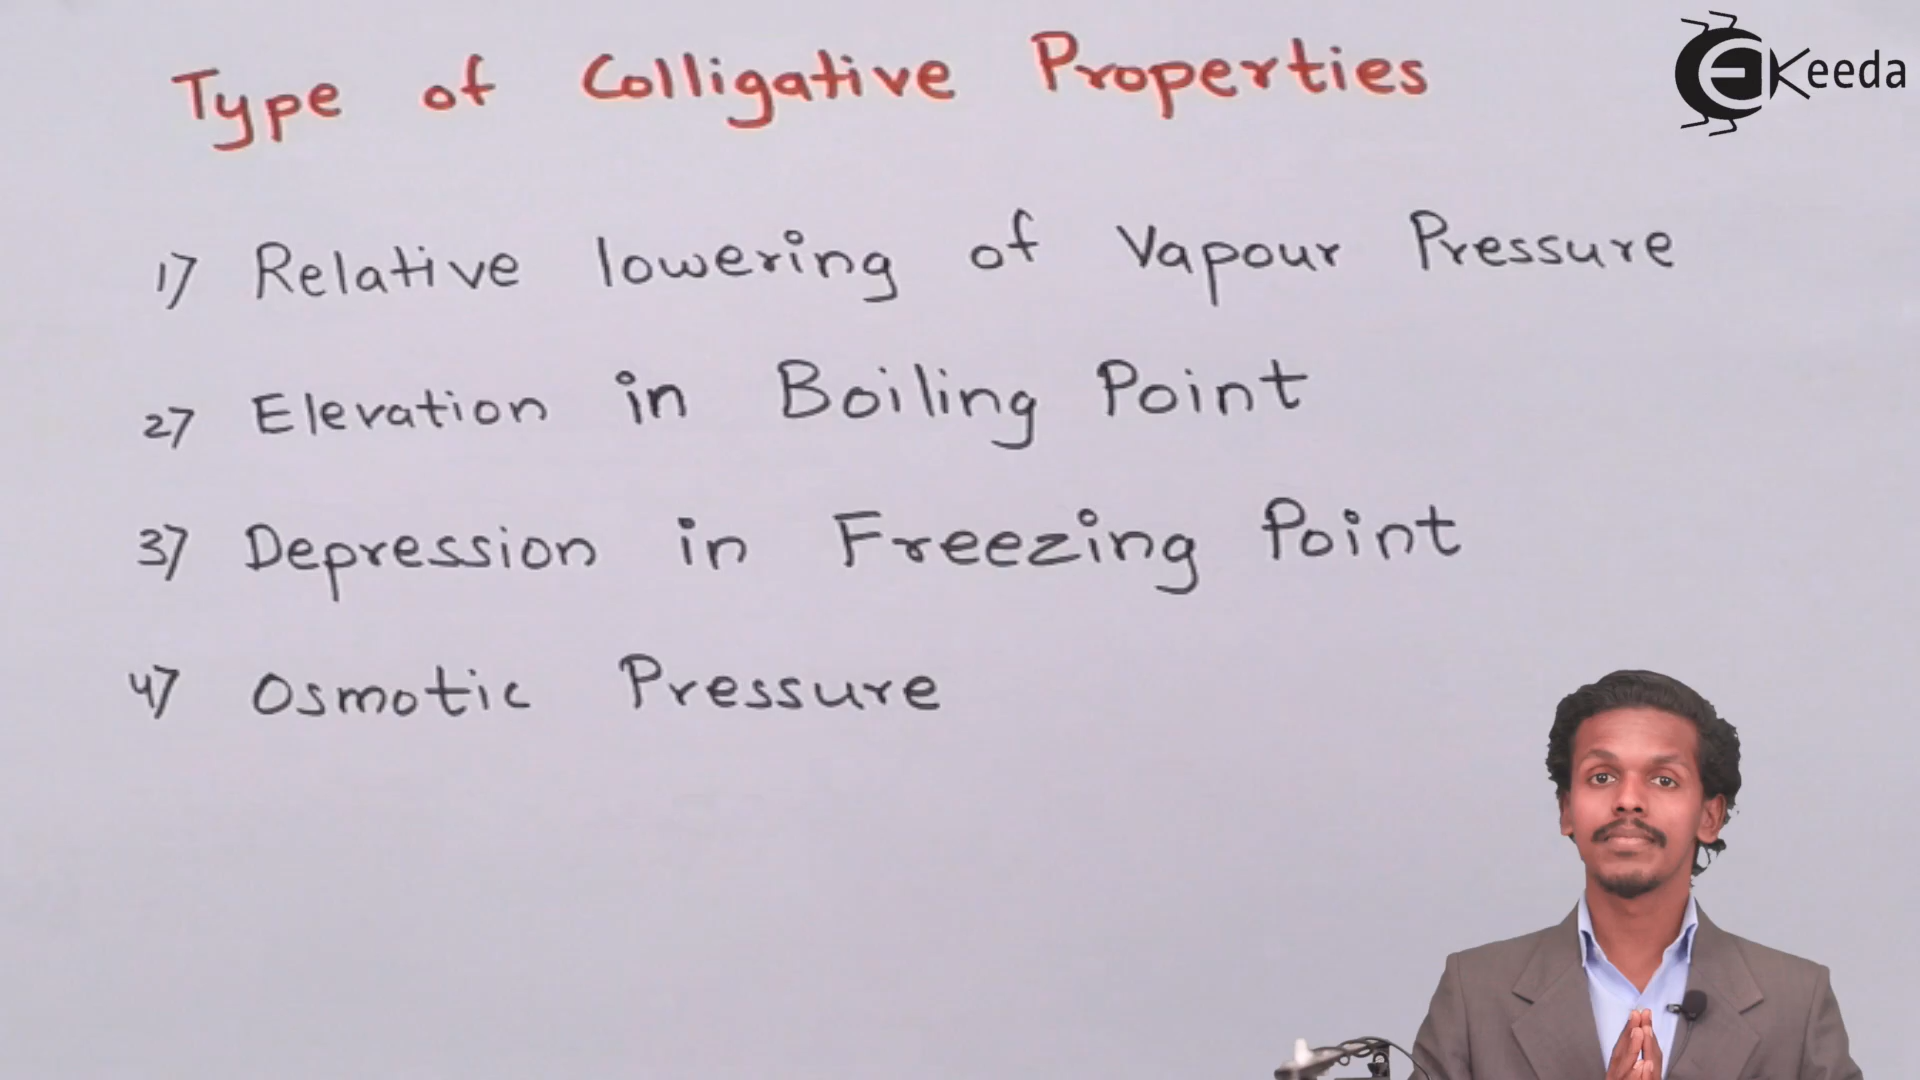 Type of Colligative Properties
EKeeda
1) Relative lowering of Vapour Pressure
2) Elevation in Boiling Point
3) Depression in Freezing Point
4) Osmotic Pressure